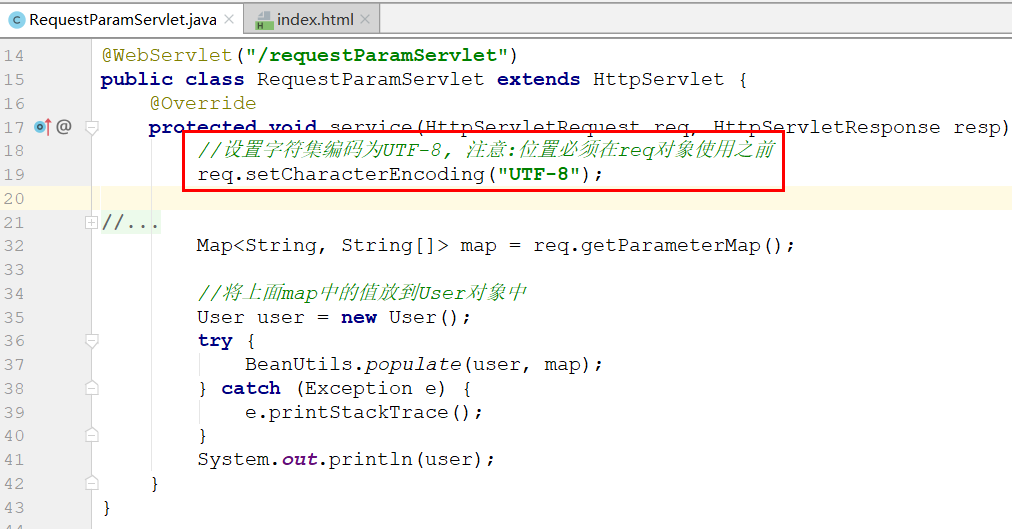 RequestParamServlet.java
index.html
14 @WebServlet("/requestParamServlet")
15 public class RequestParamServlet extends HttpServlet {
16 @Override
17 protected void service(HttpServletRequest req, HttpServletResponse resp)
18 //设置字符集编码为UTF-8, 注意:位置必须在req对象使用之前
19 req.setCharacterEncoding("UTF-8");
20
21 //...
32 Map<String, String[]> map = req.getParameterMap();
33
34 //将上面map中的值放到User对象中
35 User user = new User();
36 try {
37 BeanUtils.populate(user, map);
38 } catch (Exception e) {
39 e.printStackTrace();
40 }
41 System.out.println(user);
42 }
43 }